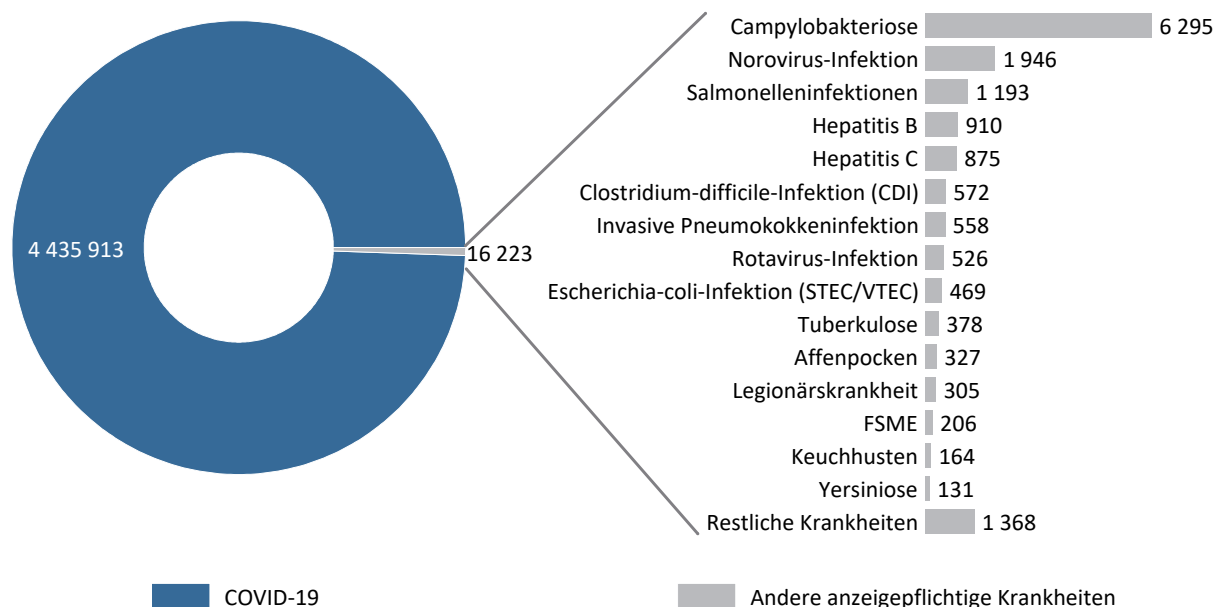 Campylobakteriose 6 295
Norovirus-Infektion 1 946
Salmonelleninfektionen 1 193
Hepatitis B 910
Hepatitis C 875
Clostridium-difficile-Infektion (CDI) 572
Invasive Pneumokokkeninfektion 558
4 435 913
16 223
Rotavirus-Infektion 526
Escherichia-coli-Infektion (STEC/VTEC) 469
Tuberkulose 378
Affenpocken 327
Legionärskrankheit 305
FSME 206
Keuchhusten 164
Yersiniose 131
Restliche Krankheiten 1 368
COVID-19
Andere anzeigepflichtige Krankheiten